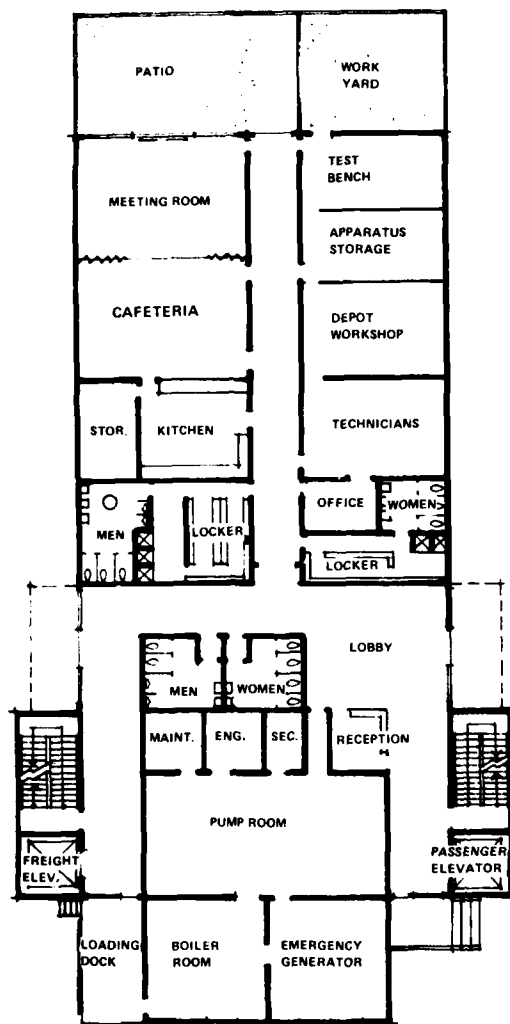 PATIO
WORK
YARD
TEST
BENCH
MEETING ROOM
APPARATUS
STORAGE
CAFETERIA
DEPOT
WORKSHOP
STOR.
KITCHEN
TECHNICIANS
OFFICE
WOMEN
MEN
LOCKER
LOCKER
LOBBY
MEN
WOMEN
MAINT.
ENG.
SEC.
RECEPTION
PUMP ROOM
FREIGHT
ELEV.
PASSENGER
ELEVATOR
LOADING
DOCK
BOILER
ROOM
EMERGENCY
GENERATOR